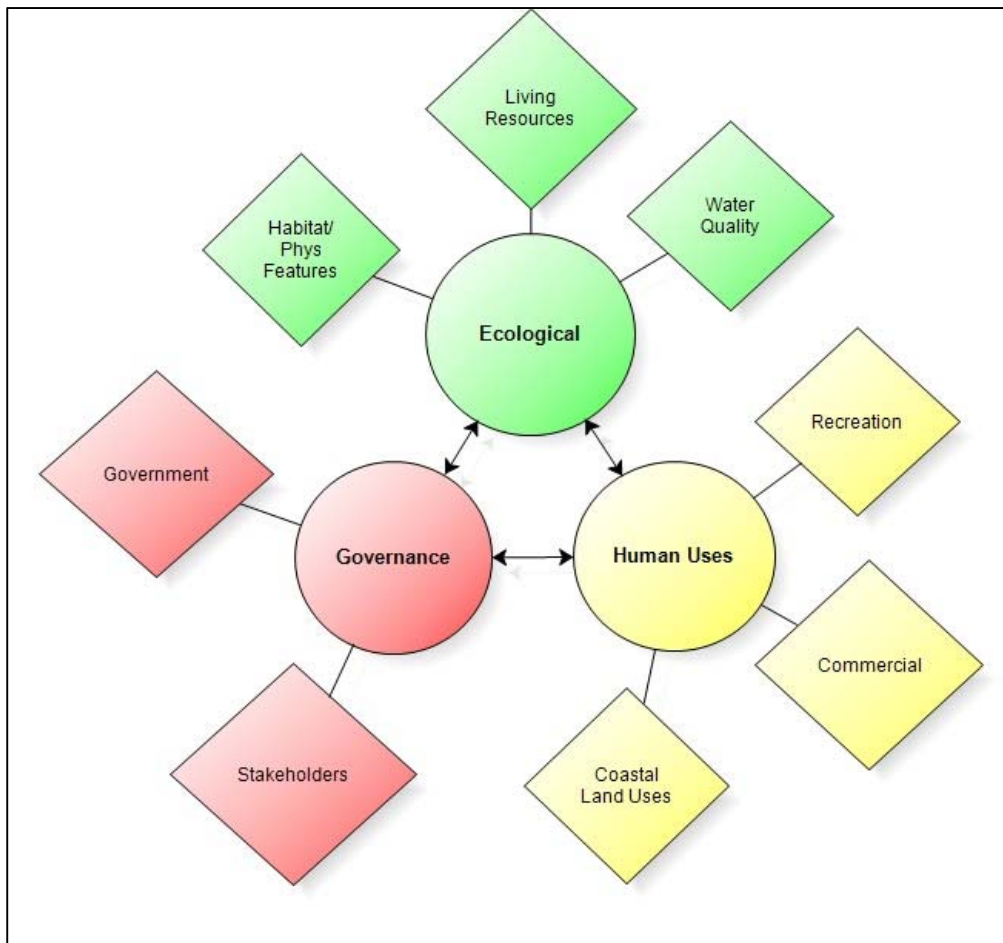 Living
Resources
Water
Quality
Habitat/
Phys
Features
Ecological
Recreation
Government
Governance
Human Uses
Commercial
Stakeholders
Coastal
Land Uses